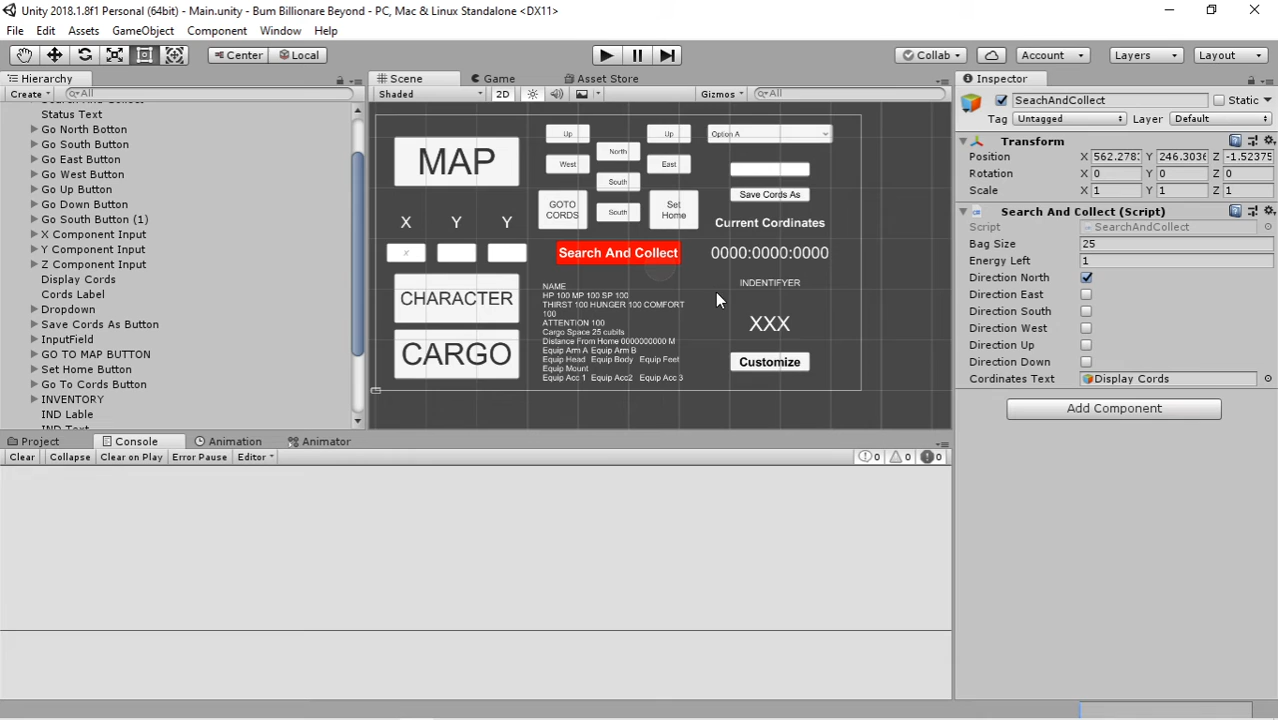 Unity 2018.1.8f1 Personal (64bit) - Main.unity - Bum Billionare Beyond - PC, Mac & Linux Standalone <DX11>
File Edit Assets GameObject Component Window Help
Center Local Collab Account Layers Layout
Hierarchy
Create All
Search And Collect
Status Text
Go North Botton
Go South Button
Go East Button
Go West Button
Go Up Button
Go Down Button
Go South Button (1)
X Component Input
Y Component Input
Z Component Input
Display Cords
Cords Label
Save Cords As Button
InputField
GO TO MAP BUTTON
Dropdown
Set Home Button
Go To Cords Button
INVENTORY
IND Lable
IND Text
Scene Game Asset Store
Shaded 2D Gizmos All
MAP
Up Up Option A
North
West East
South
GOTO CORDS
South
Set Home
Save Cords As
X Y Y
Current Cordinates
x
Search And Collect
0000:0000:0000
CHARACTER
CARGO
NAME
HP 100 MP 100 SP 100
THIRST 100 HUNGER 100 COMFORT
100
ATTENTION 100
Cargo Space 25 cubits
Distance From Home 0000000000 M
Equip Arm A Equip Arm B
Equip Head Equip Body Equip Feet
Equip Mount
Equip Acc 1 Equip Acc2 Equip Acc 3
INDENTIFYER
XXX
Customize
Inspector
SeachAndCollect Static
Tag Untagged Layer Default
Transform
Position X 562.278 Y 246.303 Z -1.52375
Rotation X 0 Y 0 Z 0
Scale X 1 Y 1 Z 1
Search And Collect (Script)
Script SearchAndCollect
Bag Size 25
Energy Left 1
Direction North
Direction East
Direction South
Direction West
Direction Up
Direction Down
Cordinates Text Display Cords
Add Component
Project Console Animation Animator
Clear Collapse Clear on Play Error Pause Editor 0 0 0